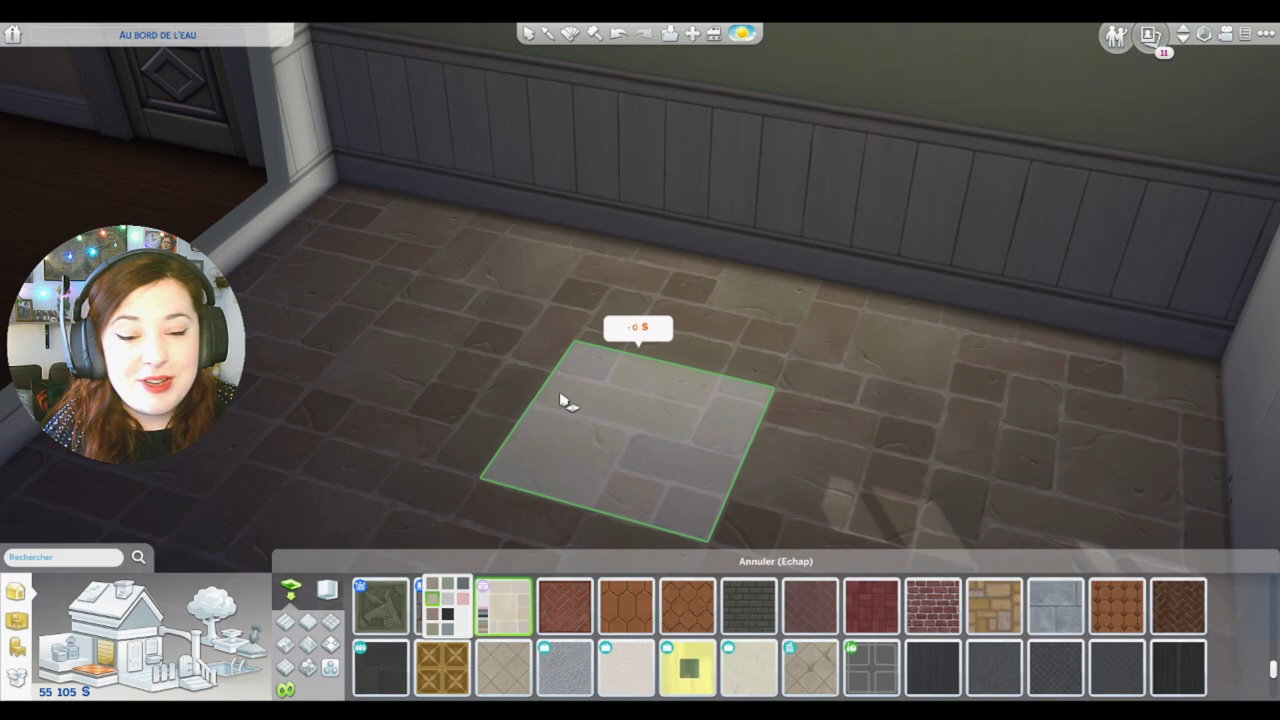 AU BORD DE L'EAU
11
-0 $
Annuler (Echap)
Rechercher
55 105 $